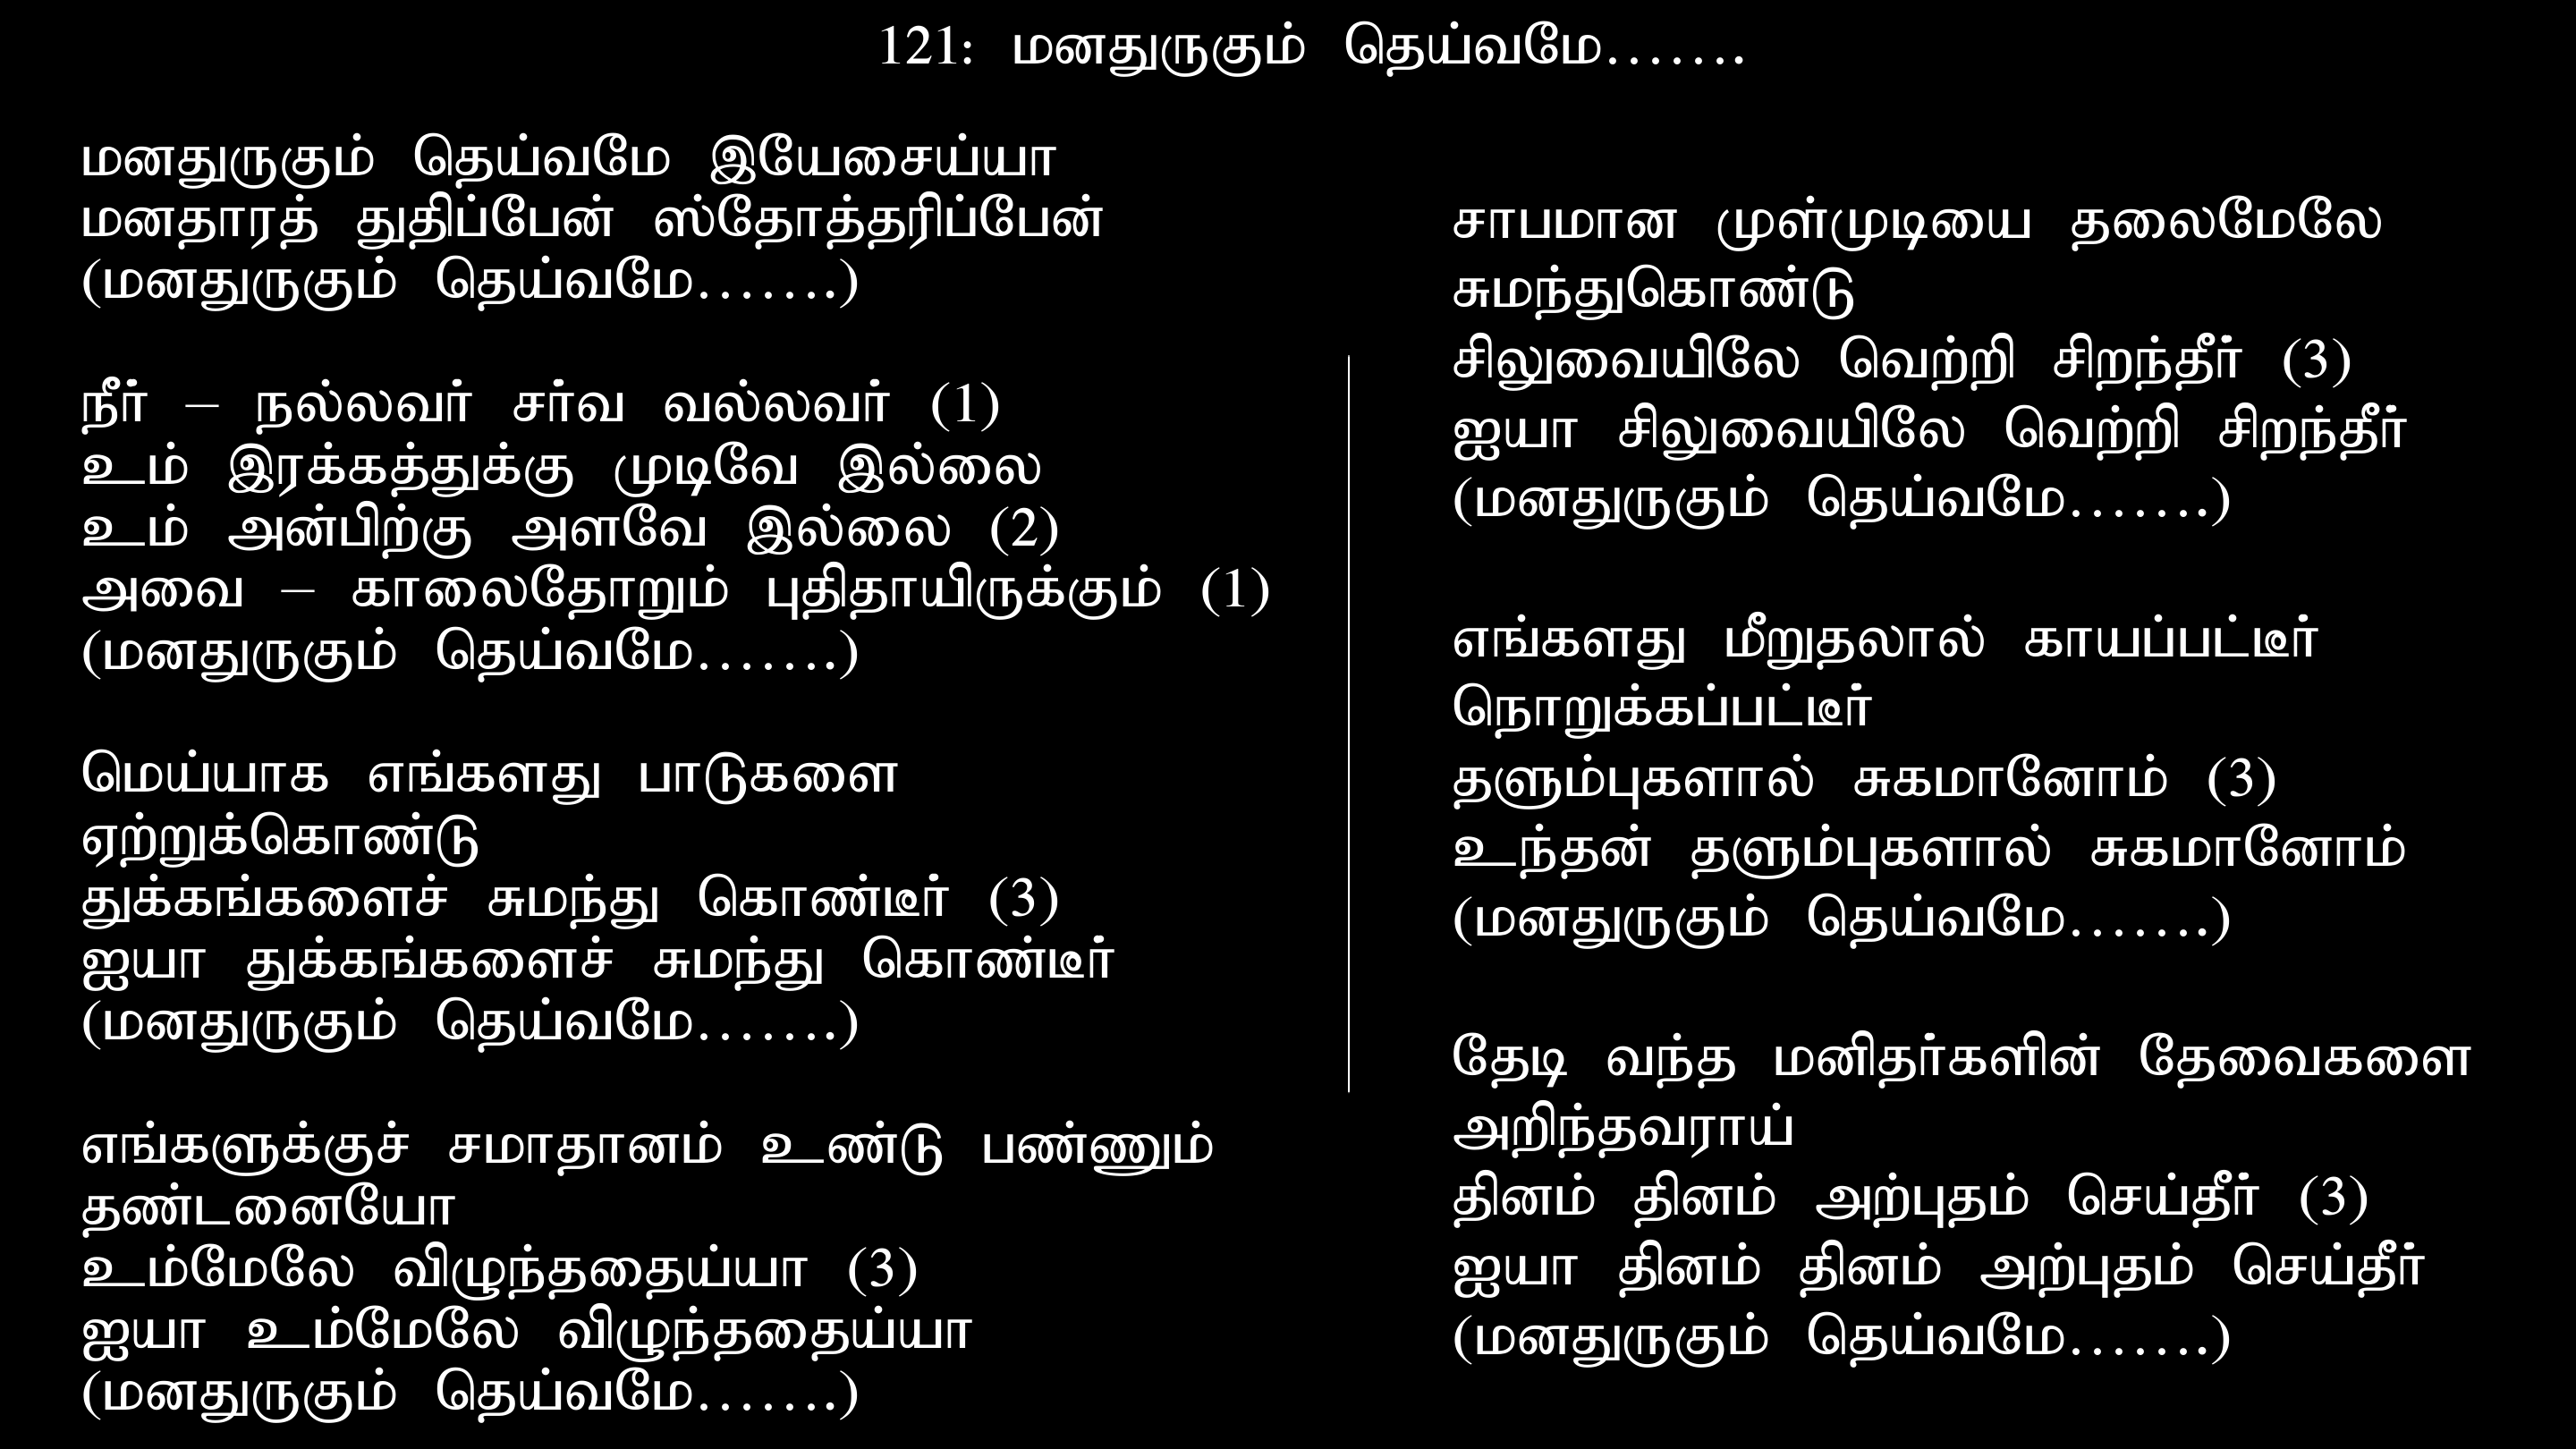 121: மனதுருகும் தெய்வமே.......
மனதுருகும் தெய்வமே இயேசைய்யா
மனதாரத் துதிப்பேன் ஸ்தோத்தரிப்பேன்
(மனதுருகும் தெய்வமே.......)
நீர் – நல்லவர் சர்வ வல்லவர் (1)
உம் இரக்கத்துக்கு முடிவே இல்லை
உம் அன்பிற்கு அளவே இல்லை (2)
அவை – காலைதோறும் புதிதாயிருக்கும் (1)
(மனதுருகும் தெய்வமே.......)
மெய்யாக எங்களது பாடுகளை
ஏற்றுக்கொண்டு
துக்கங்களைச் சுமந்து கொண்டீர் (3)
ஐயா துக்கங்களைச் சுமந்து கொண்டீர்
(மனதுருகும் தெய்வமே.......)
எங்களுக்குச் சமாதானம் உண்டு பண்ணும்
தண்டனையோ
உம்மேலே விழுந்ததைய்யா (3)
ஐயா உம்மேலே விழுந்ததைய்யா
(மனதுருகும் தெய்வமே.......)
சாபமான முள்முடியை தலைமேலே
சுமந்துகொண்டு
சிலுவையிலே வெற்றி சிறந்தீர் (3)
ஐயா சிலுவையிலே வெற்றி சிறந்தீர்
(மனதுருகும் தெய்வமே.......)
எங்களது மீறுதலால் காயப்பட்டீர்
நொறுக்கப்பட்டீர்
தளும்புகளால் சுகமானோம் (3)
உந்தன் தளும்புகளால் சுகமானோம்
(மனதுருகும் தெய்வமே.......)
தேடி வந்த மனிதர்களின் தேவைகளை
அறிந்தவராய்
தினம் தினம் அற்புதம் செய்தீர் (3)
ஐயா தினம் தினம் அற்புதம் செய்தீர்
(மனதுருகும் தெய்வமே.......)